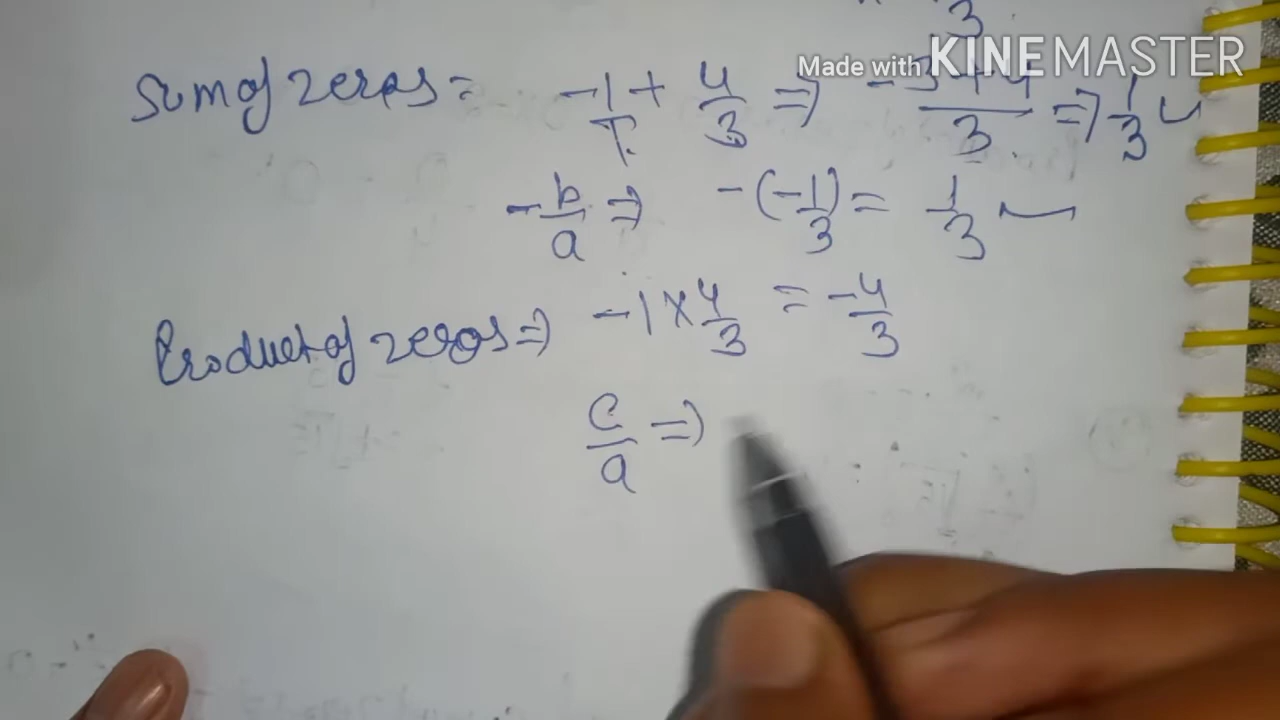 3
Made with KINEMASTER
Sum of zeros = -1/1 + 4/3 => -3+4/3 => 1/3
-b/a => -(-1/3) = 1/3
Product of zeros => -1 × 4/3 = -4/3
c/a =>